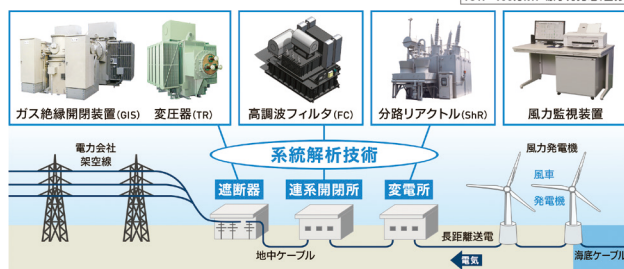 ガス絶縁開閉装置(GIS)
変圧器(TR)
高調波フィルタ(FC)
分路リアクトル(ShR)
風力監視装置
系統解析技術
電力会社
架空線
遮断器
連系開閉所
変電所
風力発電機
風車
発電機
長距離送電
地中ケーブル
電気
海底ケーブル